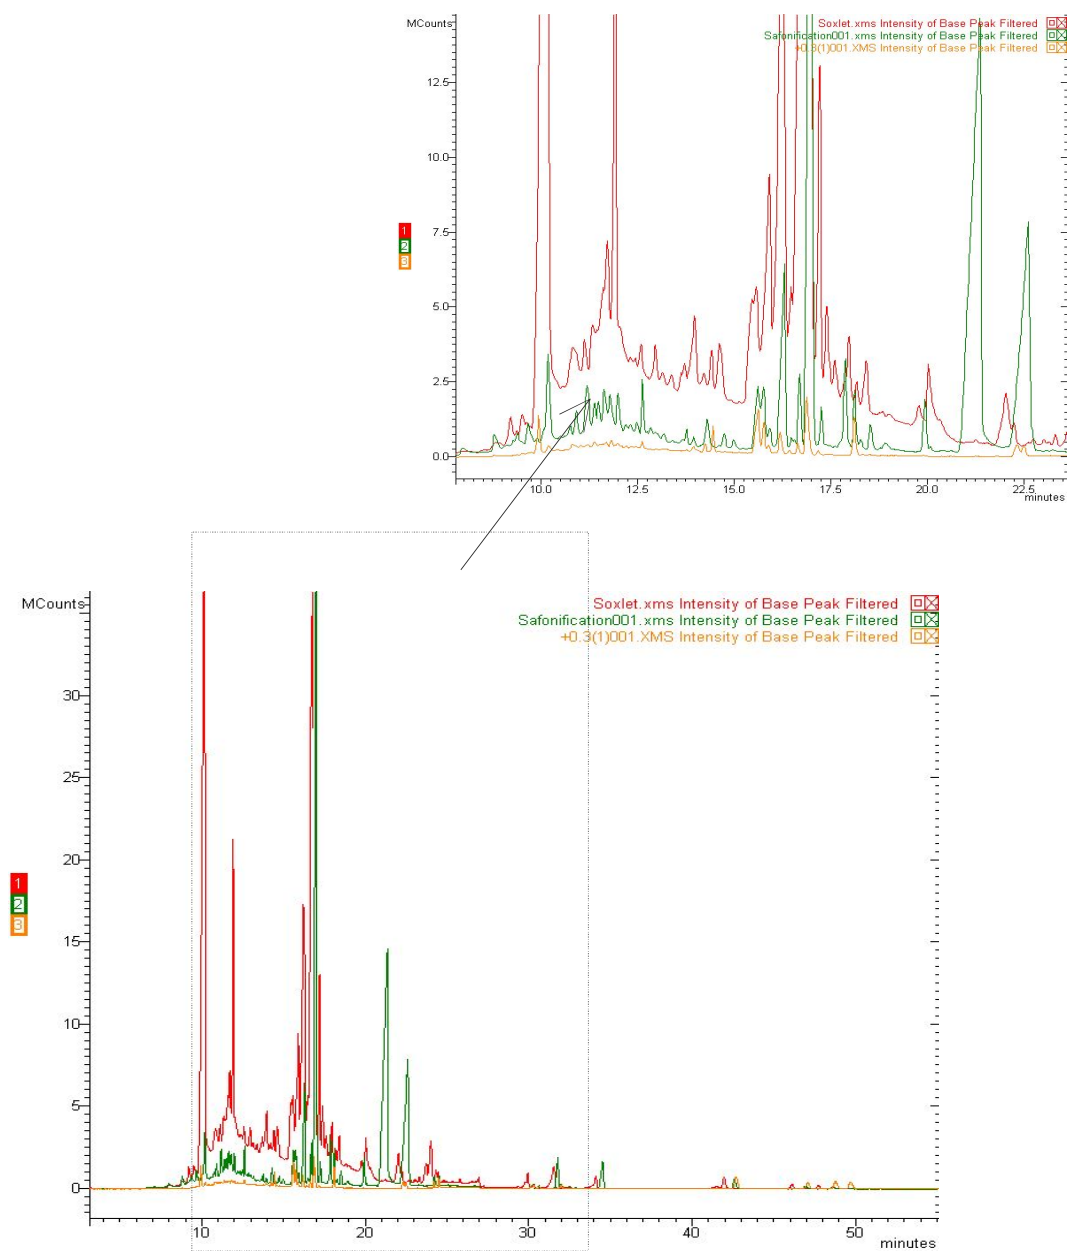 MCounts
Soxlet.xms Intensity of Base Peak Filtered
Safonification001.xms Intensity of Base Peak Filtered
+0.3(1)001.XMS Intensity of Base Peak Filtered
12.5
10.0
7.5
5.0
2.5
0.0
1
2
3
10.0 12.5 15.0 17.5 20.0 22.5
minutes
MCounts
Soxlet.xms Intensity of Base Peak Filtered
Safonification001.xms Intensity of Base Peak Filtered
+0.3(1)001.XMS Intensity of Base Peak Filtered
30
25
20
15
10
5
0
1
2
3
10 20 30 40 50
minutes